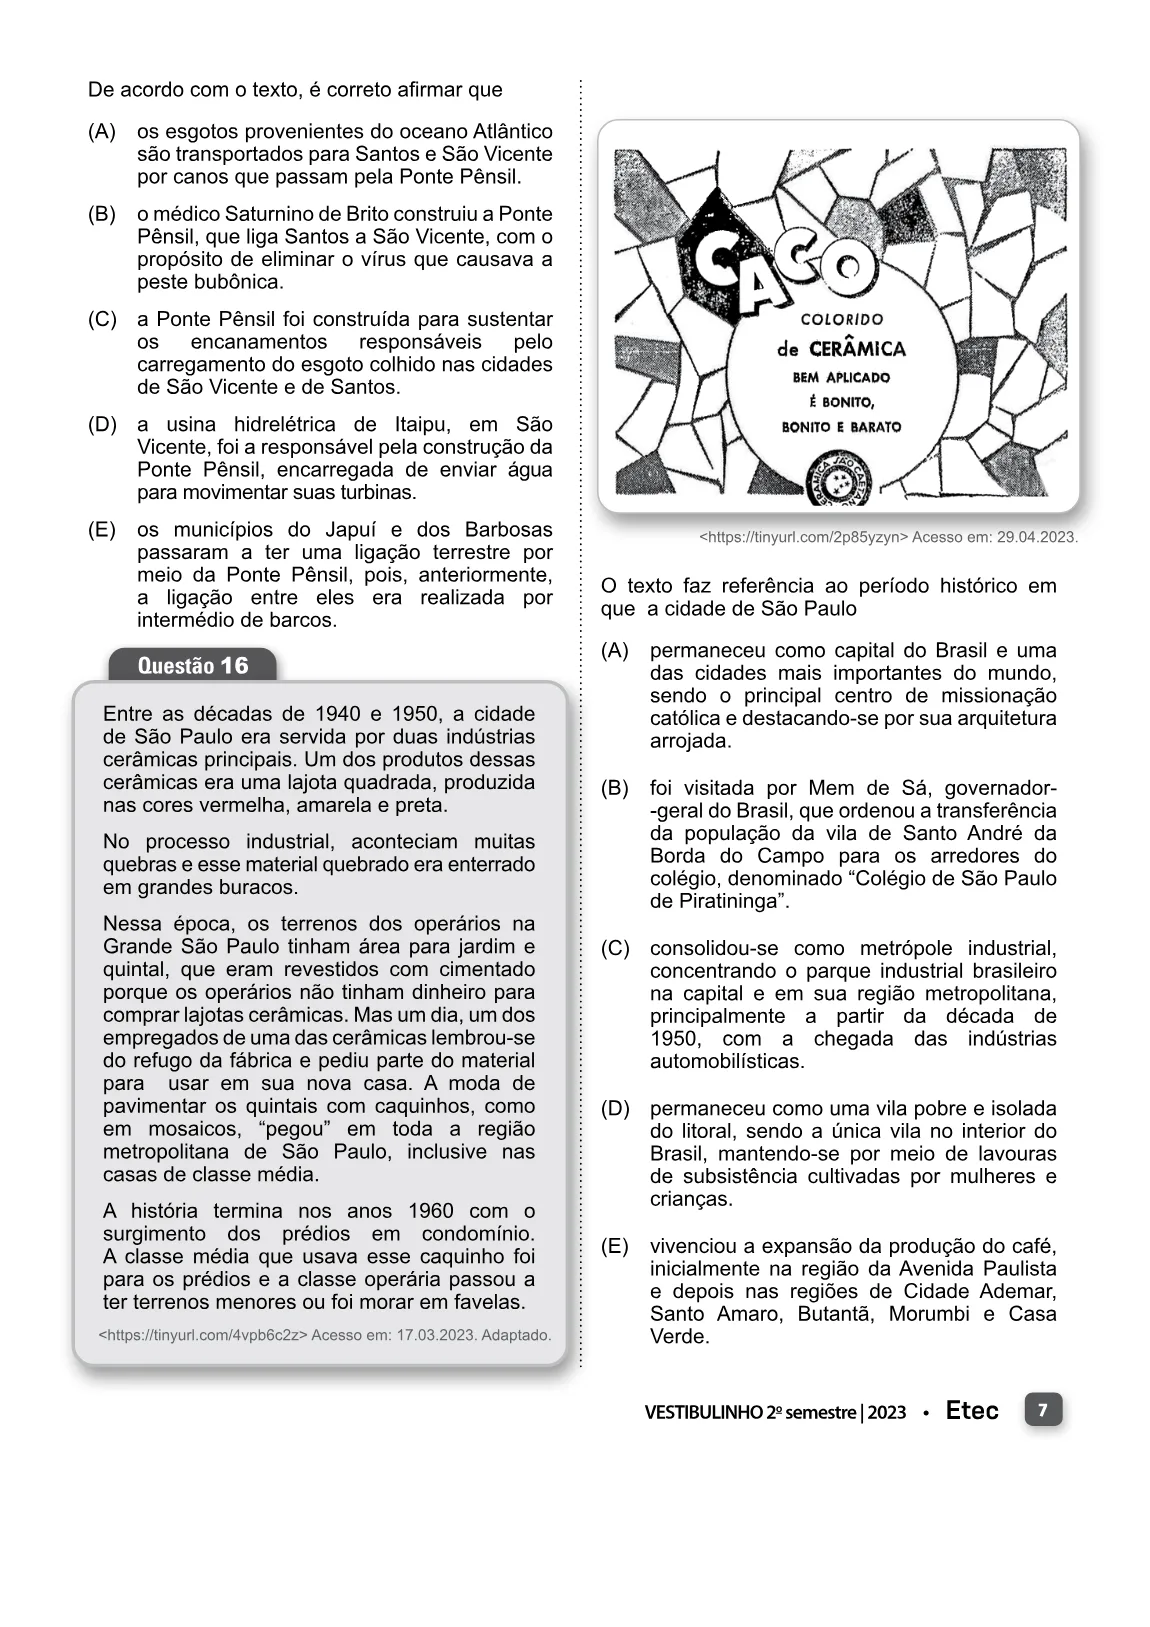 De acordo com o texto, é correto afirmar que
(A) os esgotos provenientes do oceano Atlântico
são transportados para Santos e São Vicente
por canos que passam pela Ponte Pênsil.
(B) o médico Saturnino de Brito construiu a Ponte
Pênsil, que liga Santos a São Vicente, com o
propósito de eliminar o vírus que causava a
peste bubônica.
(C) a Ponte Pênsil foi construída para sustentar
os encanamentos responsáveis pelo
carregamento do esgoto colhido nas cidades
de São Vicente e de Santos.
(D) a usina hidrelétrica de Itaipu, em São
Vicente, foi a responsável pela construção da
Ponte Pênsil, encarregada de enviar água
para movimentar suas turbinas.
(E) os municípios do Japuí e dos Barbosas
passaram a ter uma ligação terrestre por
meio da Ponte Pênsil, pois, anteriormente,
a ligação entre eles era realizada por
intermédio de barcos.
Questão 16
Entre as décadas de 1940 e 1950, a cidade
de São Paulo era servida por duas indústrias
cerâmicas principais. Um dos produtos dessas
cerâmicas era uma lajota quadrada, produzida
nas cores vermelha, amarela e preta.
No processo industrial, aconteciam muitas
quebras e esse material quebrado era enterrado
em grandes buracos.
Nessa época, os terrenos dos operários na
Grande São Paulo tinham área para jardim e
quintal, que eram revestidos com cimentado
porque os operários não tinham dinheiro para
comprar lajotas cerâmicas. Mas um dia, um dos
empregados de uma das cerâmicas lembrou-se
do refugo da fábrica e pediu parte do material
para usar em sua nova casa. A moda de
pavimentar os quintais com caquinhos, como
em mosaicos, “pegou” em toda a região
metropolitana de São Paulo, inclusive nas
casas de classe média.
A história termina nos anos 1960 com o
surgimento dos prédios em condomínio.
A classe média que usava esse caquinho foi
para os prédios e a classe operária passou a
ter terrenos menores ou foi morar em favelas.
<https://tinyurl.com/4vpb6c2z> Acesso em: 17.03.2023. Adaptado.
CACO
COLORIDO
de CERÂMICA
BEM APLICADO
É BONITO,
BONITO E BARATO
CERAMICA SÃO CAETANO
<https://tinyurl.com/2p85yzyn> Acesso em: 29.04.2023.
O texto faz referência ao período histórico em
que a cidade de São Paulo
(A) permaneceu como capital do Brasil e uma
das cidades mais importantes do mundo,
sendo o principal centro de missionação
católica e destacando-se por sua arquitetura
arrojada.
(B) foi visitada por Mem de Sá, governador-
-geral do Brasil, que ordenou a transferência
da população da vila de Santo André da
Borda do Campo para os arredores do
colégio, denominado “Colégio de São Paulo
de Piratininga”.
(C) consolidou-se como metrópole industrial,
concentrando o parque industrial brasileiro
na capital e em sua região metropolitana,
principalmente a partir da década de
1950, com a chegada das indústrias
automobilísticas.
(D) permaneceu como uma vila pobre e isolada
do litoral, sendo a única vila no interior do
Brasil, mantendo-se por meio de lavouras
de subsistência cultivadas por mulheres e
crianças.
(E) vivenciou a expansão da produção do café,
inicialmente na região da Avenida Paulista
e depois nas regiões de Cidade Ademar,
Santo Amaro, Butantã, Morumbi e Casa
Verde.
VESTIBULINHO 2º semestre | 2023 • Etec 7